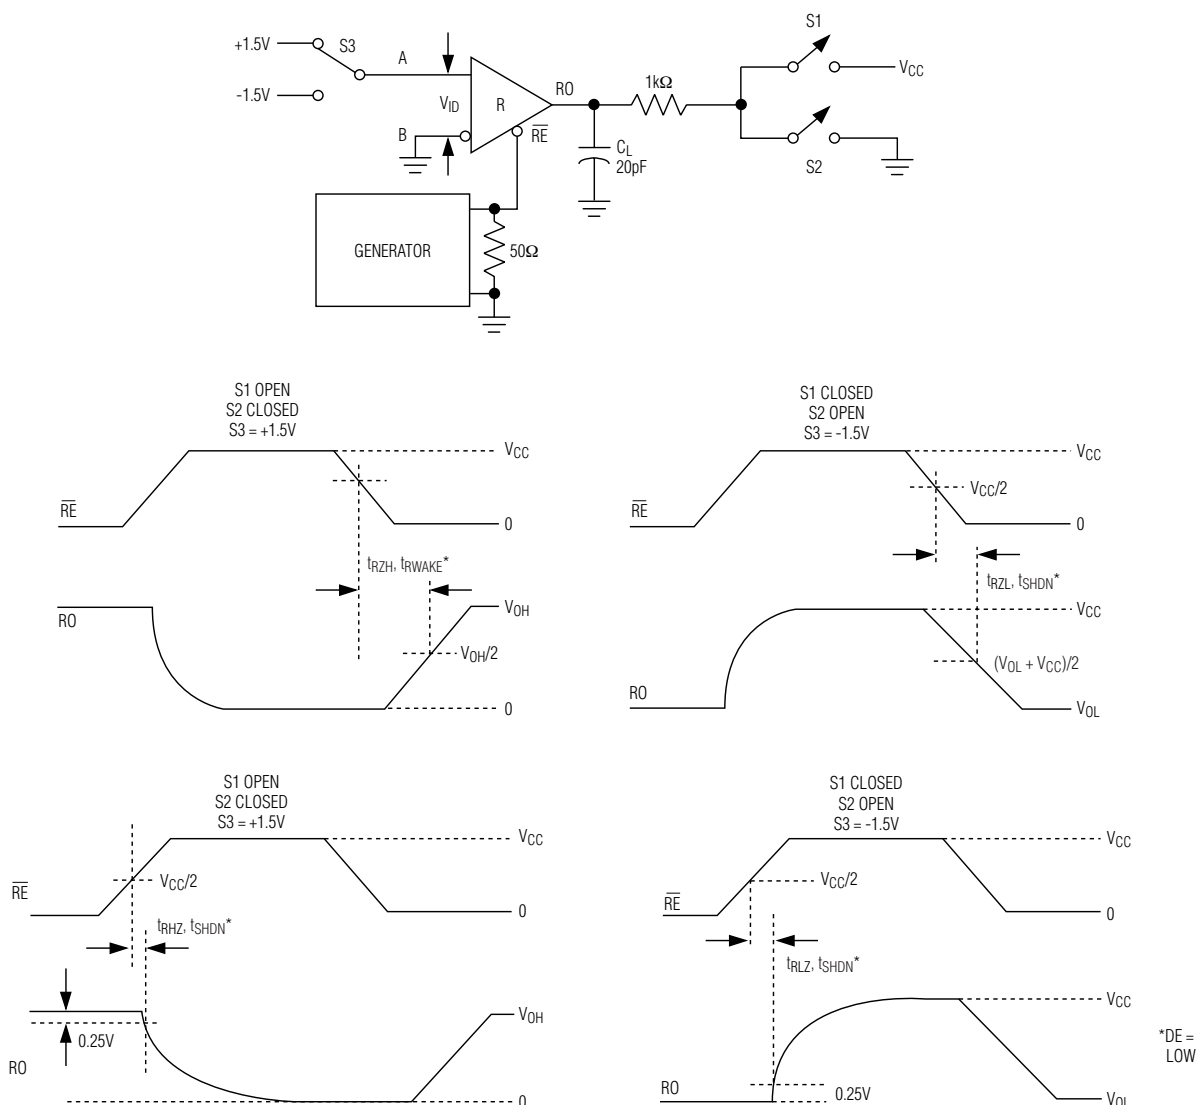 S1
+1.5V
S3
A
VCC
-1.5V
VID
R
RO
1kΩ
B
RE
CL
20pF
S2
GENERATOR
50Ω
S1 OPEN
S2 CLOSED
S3 = +1.5V
VCC
RE
0
tRZH, tRWAKE*
RO
VOH
VOH/2
0
S1 CLOSED
S2 OPEN
S3 = -1.5V
VCC
RE
VCC/2
0
tRZL, tSHDN*
VCC
(VOL + VCC)/2
RO
VOL
S1 OPEN
S2 CLOSED
S3 = +1.5V
VCC
RE
VCC/2
0
tRHZ, tSHDN*
VOH
0.25V
RO
0
S1 CLOSED
S2 OPEN
S3 = -1.5V
VCC
RE
VCC/2
0
tRLZ, tSHDN*
VCC
RO
0.25V
VOL
*DE =
LOW